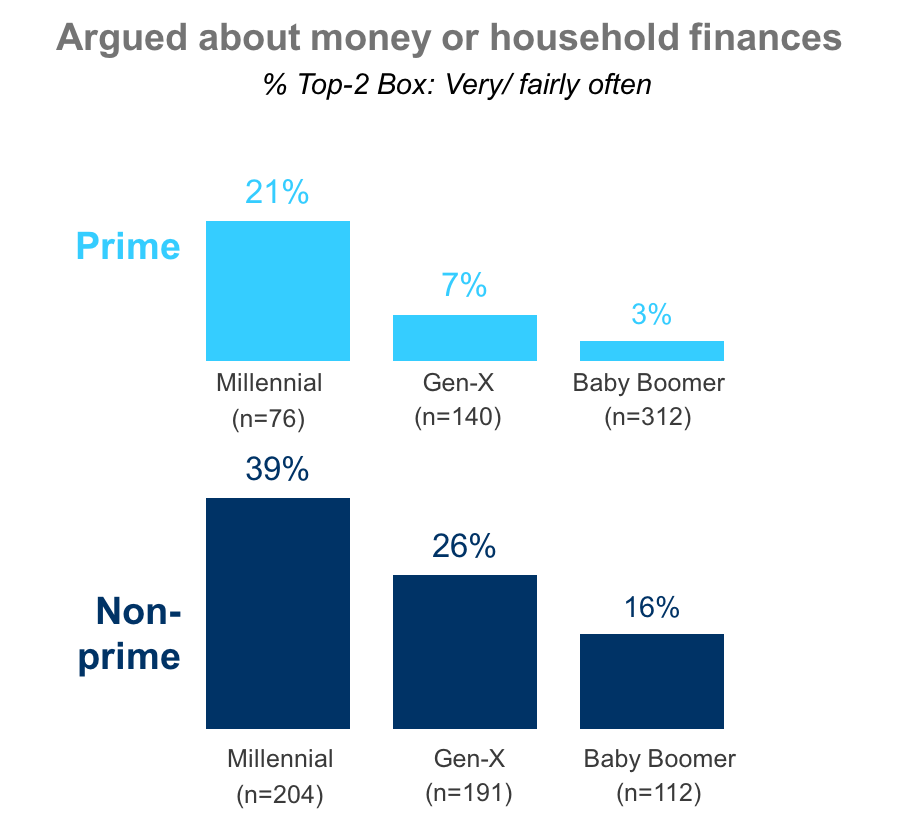 Argued about money or household finances
% Top-2 Box: Very/ fairly often
21%
Prime
7%
3%
Millennial
Gen-X
Baby Boomer
(n=76)
(n=140)
(n=312)
39%
26%
16%
Non-
prime
Millennial
Gen-X
Baby Boomer
(n=204)
(n=191)
(n=112)